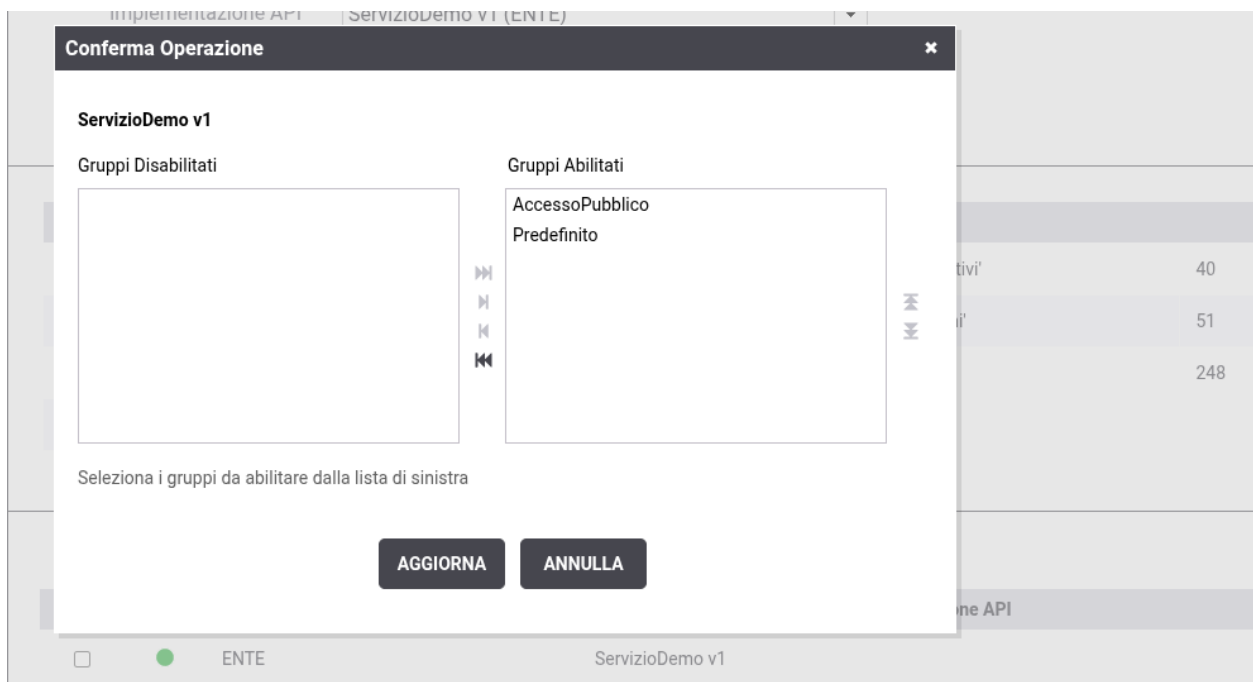 Implementazione API ServizioDemo v1 (ENTE)
Conferma Operazione
ServizioDemo v1
Gruppi Disabilitati
Gruppi Abilitati
AccessoPubblico
Predefinito
tivi' 40
i' 51
248
Seleziona i gruppi da abilitare dalla lista di sinistra
AGGIORNA ANNULLA
one API
ENTE ServizioDemo v1